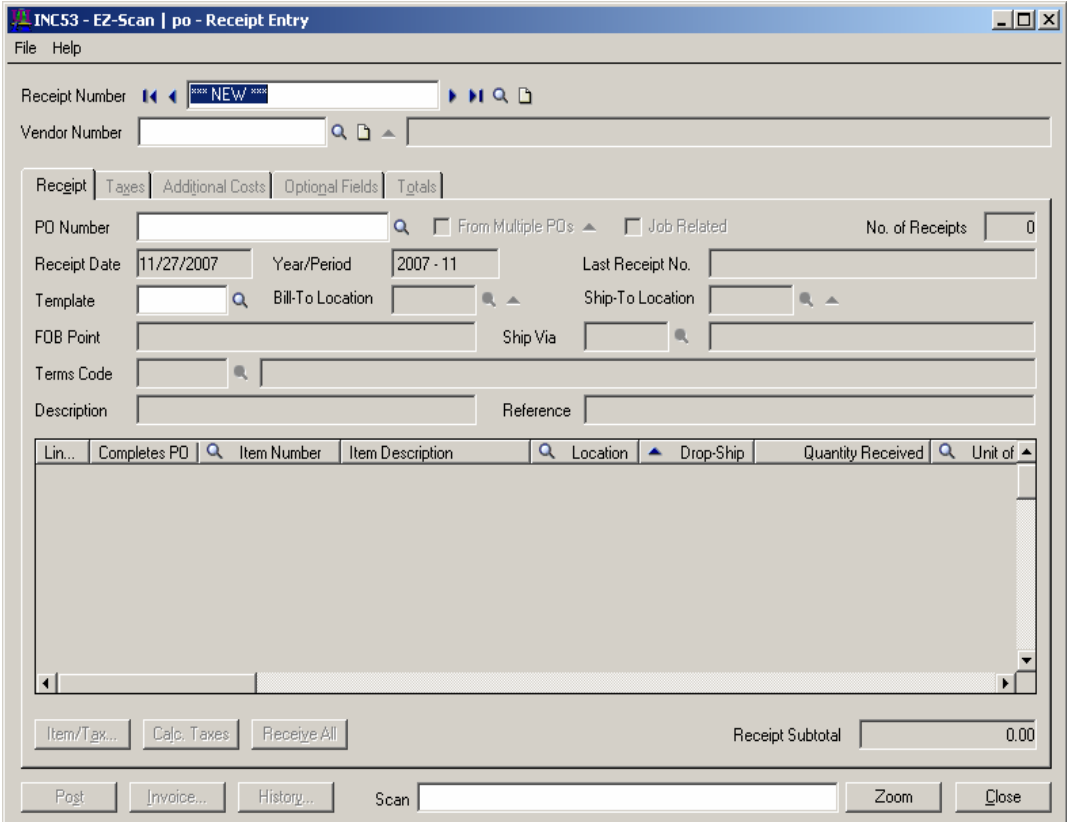 INC53 - EZ-Scan | po - Receipt Entry
File Help
Receipt Number *** NEW ***
Vendor Number
Receipt Taxes Additional Costs Optional Fields Totals
PO Number From Multiple POs Job Related No. of Receipts 0
Receipt Date 11/27/2007 Year/Period 2007 - 11 Last Receipt No.
Template Bill-To Location Ship-To Location
FOB Point Ship Via
Terms Code
Description Reference
Lin... Completes PO Item Number Item Description Location Drop-Ship Quantity Received Unit of
Item/Tax... Calc. Taxes Receive All Receipt Subtotal 0.00
Post Invoice... History... Scan Zoom Close